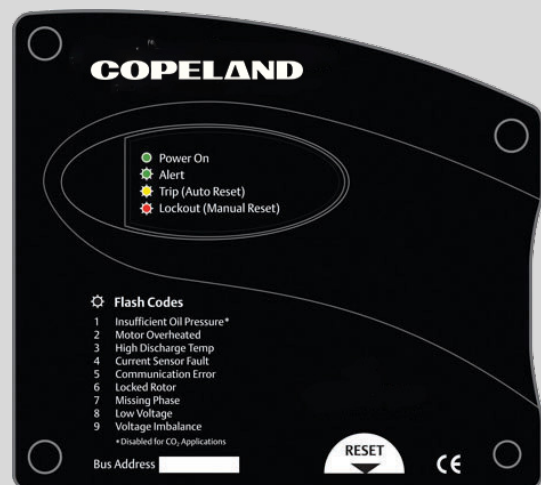 COPELAND
Power On
Alert
Trip (Auto Reset)
Lockout (Manual Reset)
Flash Codes
1 Insufficient Oil Pressure*
2 Motor Overheated
3 High Discharge Temp
4 Current Sensor Fault
5 Communication Error
6 Locked Rotor
7 Missing Phase
8 Low Voltage
9 Voltage Imbalance
*Disabled for CO₂ Applications
Bus Address
RESET
CE